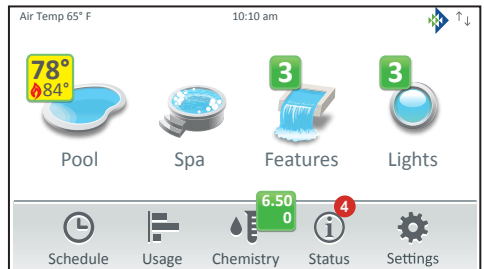 Air Temp 65° F 10:10 am
78°
84°
3
3
Pool Spa Features Lights
6.50
0
4
Schedule Usage Chemistry Status Settings